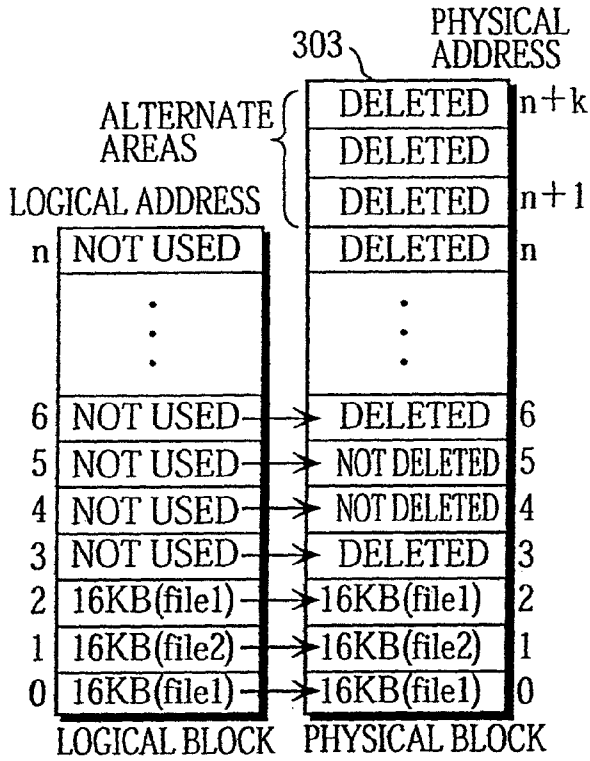 PHYSICAL
ADDRESS
303
ALTERNATE
AREAS
DELETED n+k
DELETED
DELETED n+1
LOGICAL ADDRESS
n NOT USED DELETED n
6 NOT USED DELETED 6
5 NOT USED NOT DELETED 5
4 NOT USED NOT DELETED 4
3 NOT USED DELETED 3
2 16KB(file1) 16KB(file1) 2
1 16KB(file2) 16KB(file2) 1
0 16KB(file1) 16KB(file1) 0
LOGICAL BLOCK PHYSICAL BLOCK